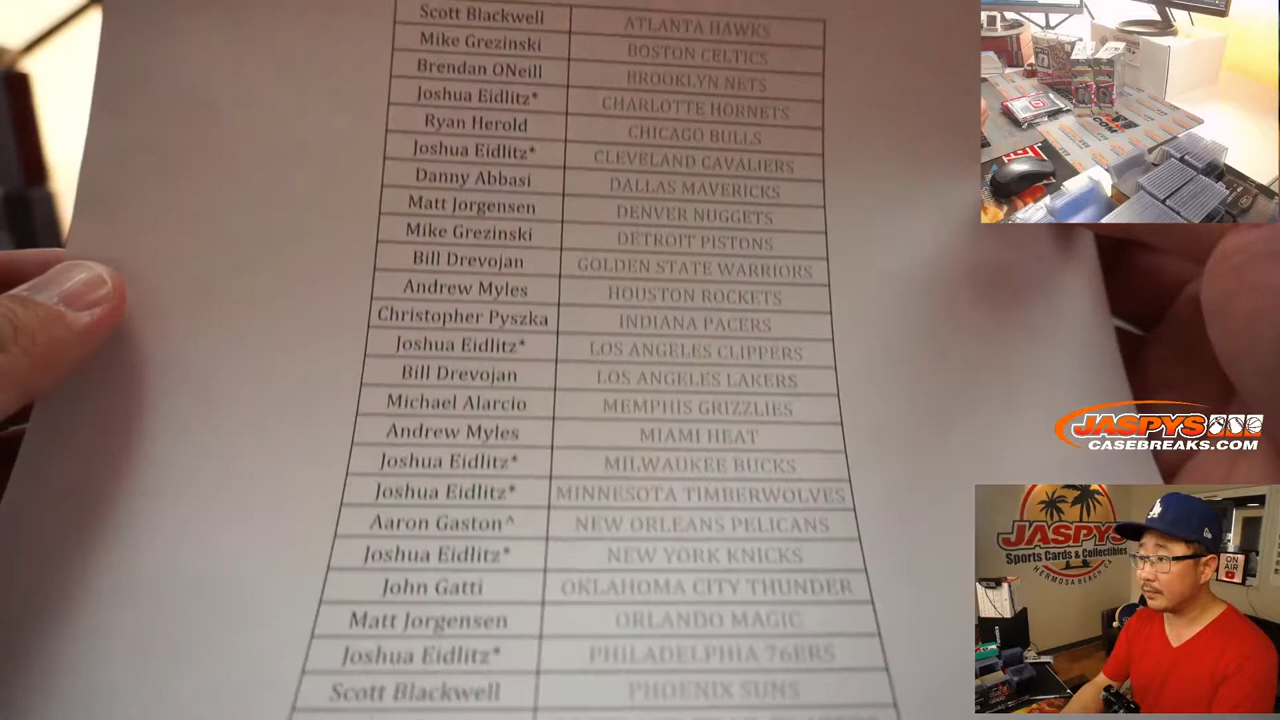 Scott Blackwell ATLANTA HAWKS
Mike Grezinski BOSTON CELTICS
Brendan ONeill BROOKLYN NETS
Joshua Eidlitz* CHARLOTTE HORNETS
Ryan Herold CHICAGO BULLS
Joshua Eidlitz* CLEVELAND CAVALIERS
Danny Abbasi DALLAS MAVERICKS
Matt Jorgensen DENVER NUGGETS
Mike Grezinski DETROIT PISTONS
Bill Drevojan GOLDEN STATE WARRIORS
Andrew Myles HOUSTON ROCKETS
Christopher Pyszka INDIANA PACERS
Joshua Eidlitz* LOS ANGELES CLIPPERS
Bill Drevojan LOS ANGELES LAKERS
Michael Alarcio MEMPHIS GRIZZLIES
Andrew Myles MIAMI HEAT
Joshua Eidlitz* MILWAUKEE BUCKS
Joshua Eidlitz* MINNESOTA TIMBERWOLVES
Aaron Gaston^ NEW ORLEANS PELICANS
Joshua Eidlitz* NEW YORK KNICKS
John Gatti OKLAHOMA CITY THUNDER
Matt Jorgensen ORLANDO MAGIC
Joshua Eidlitz* PHILADELPHIA 76ERS
Scott Blackwell PHOENIX SUNS
JASPYS
CASEBREAKS.COM
JASPYS
Sports Cards & Collectibles
HERMOSA BEACH, CA
ON
AIR